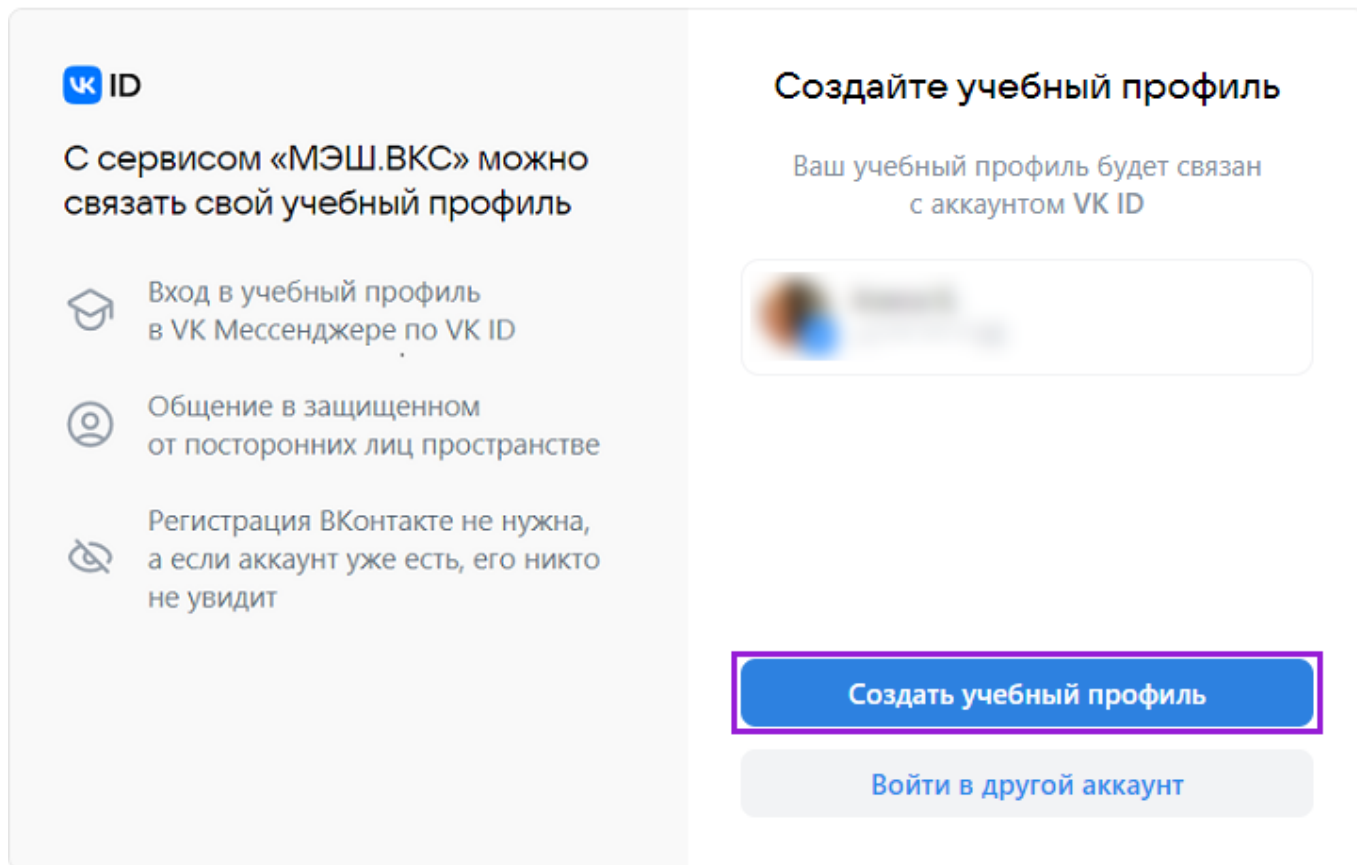 VK ID
С сервисом «МЭШ.ВКС» можно
связать свой учебный профиль
Вход в учебный профиль
в VK Мессенджере по VK ID
Общение в защищенном
от посторонних лиц пространстве
Регистрация ВКонтакте не нужна,
а если аккаунт уже есть, его никто
не увидит
Создайте учебный профиль
Ваш учебный профиль будет связан
с аккаунтом VK ID
Создать учебный профиль
Войти в другой аккаунт